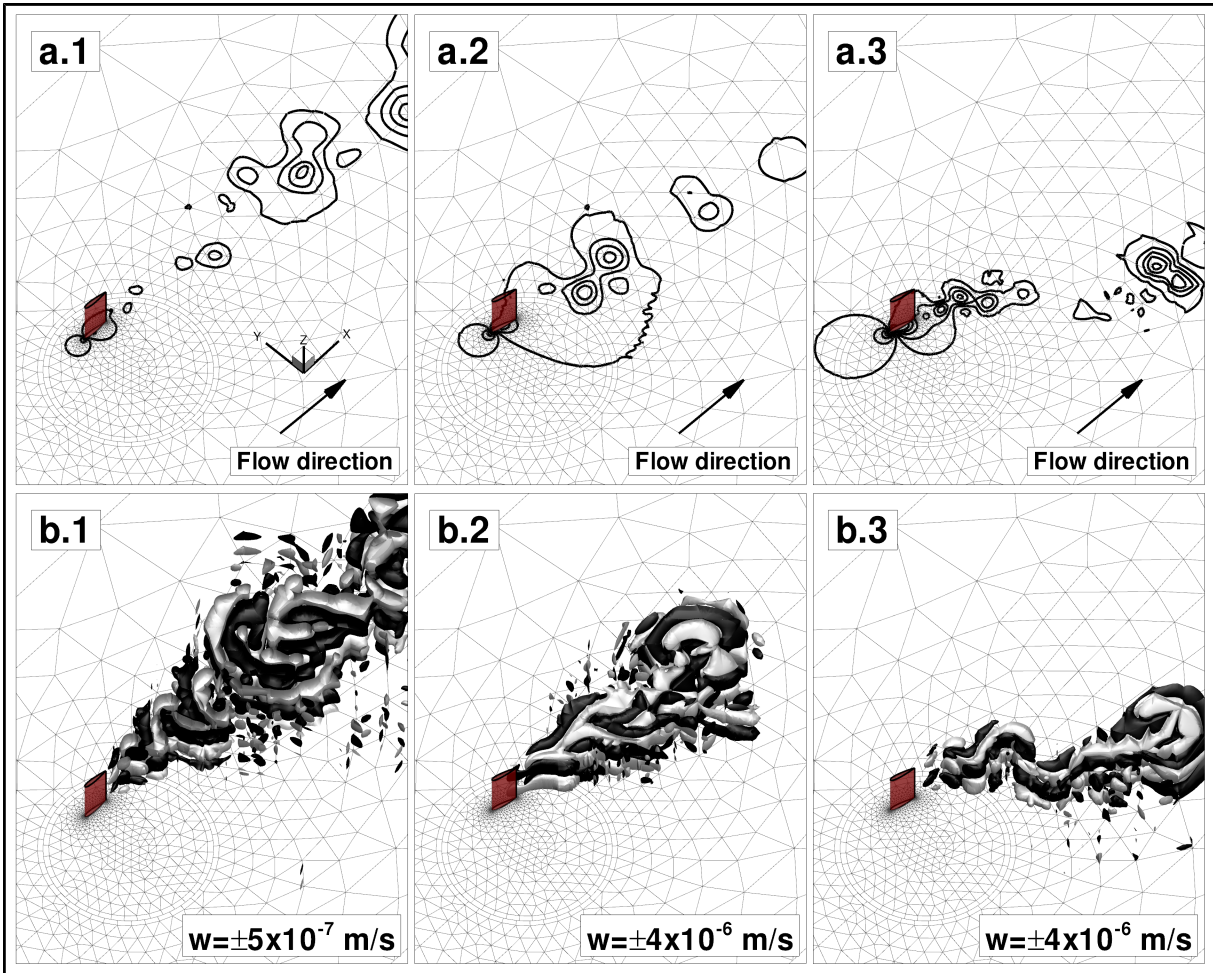 a.1
a.2
a.3
Y
Z
X
Flow direction
Flow direction
Flow direction
b.1
b.2
b.3
w=±5x10⁻⁷ m/s
w=±4x10⁻⁶ m/s
w=±4x10⁻⁶ m/s